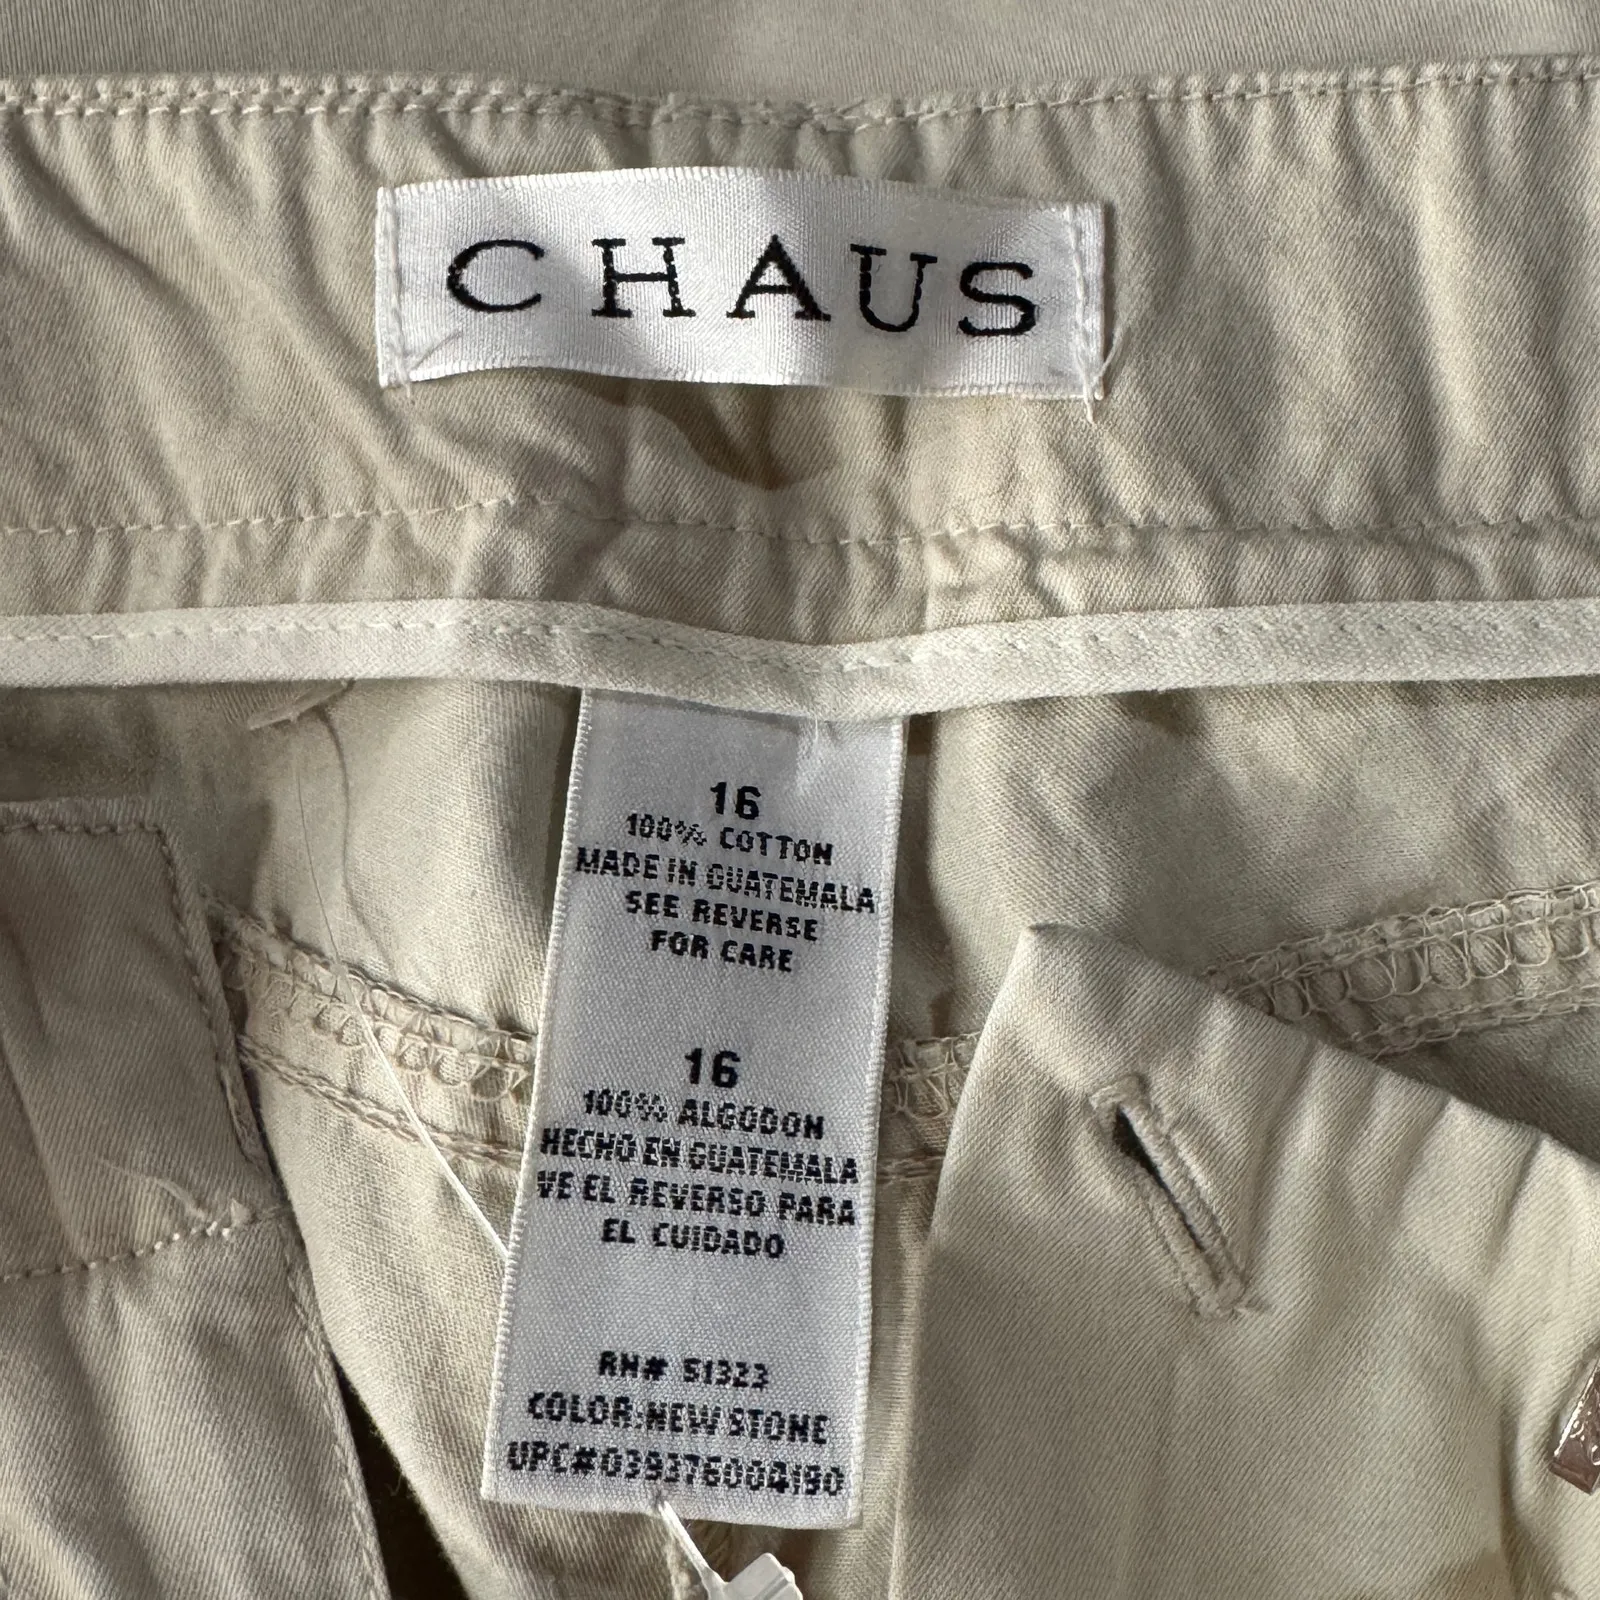 CHAUS
16
100% COTTON
MADE IN GUATEMALA
SEE REVERSE
FOR CARE
16
100% ALGODON
HECHO EN GUATEMALA
VE EL REVERSO PARA
EL CUIDADO
RN# 51323
COLOR:NEW STONE
UPC#039376004190